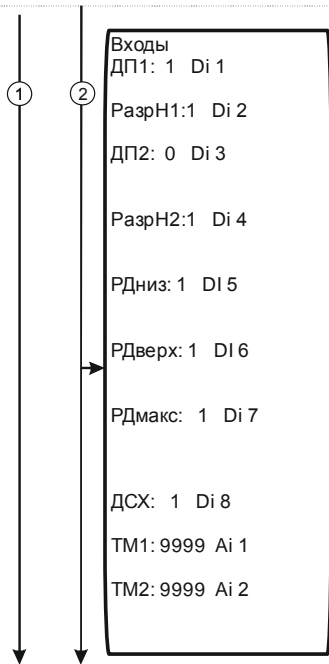 1
2
Входы
ДП1: 1 Di 1
РазрН1:1 Di 2
ДП2: 0 Di 3
РазрН2:1 Di 4
РДниз: 1 DI 5
РДверх: 1 DI 6
РДмакс: 1 Di 7
ДСХ: 1 Di 8
ТМ1: 9999 Ai 1
ТМ2: 9999 Ai 2